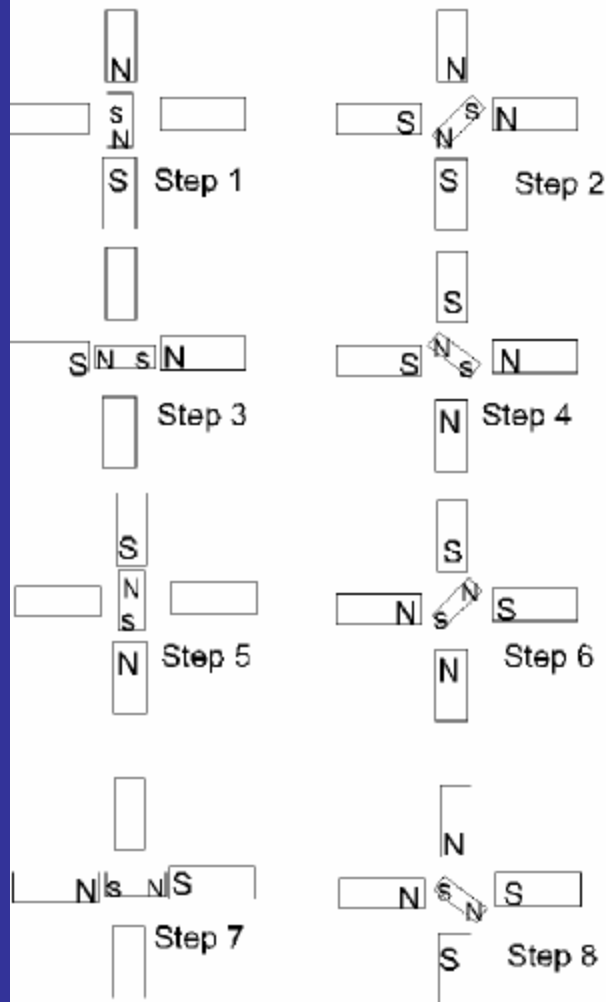 N N
S S N
N S N
S Step 1 S Step 2
S
S N S N S N S N
Step 3 N Step 4
S S
N N N S
S S
N Step 5 N Step 6
N
N S N S N S N S
Step 7 S Step 8